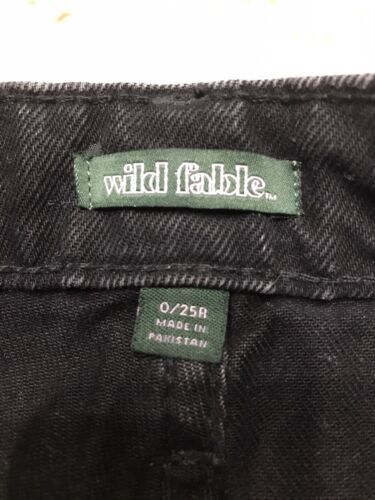 wild fable™
0/25R
MADE IN
PAKISTAN